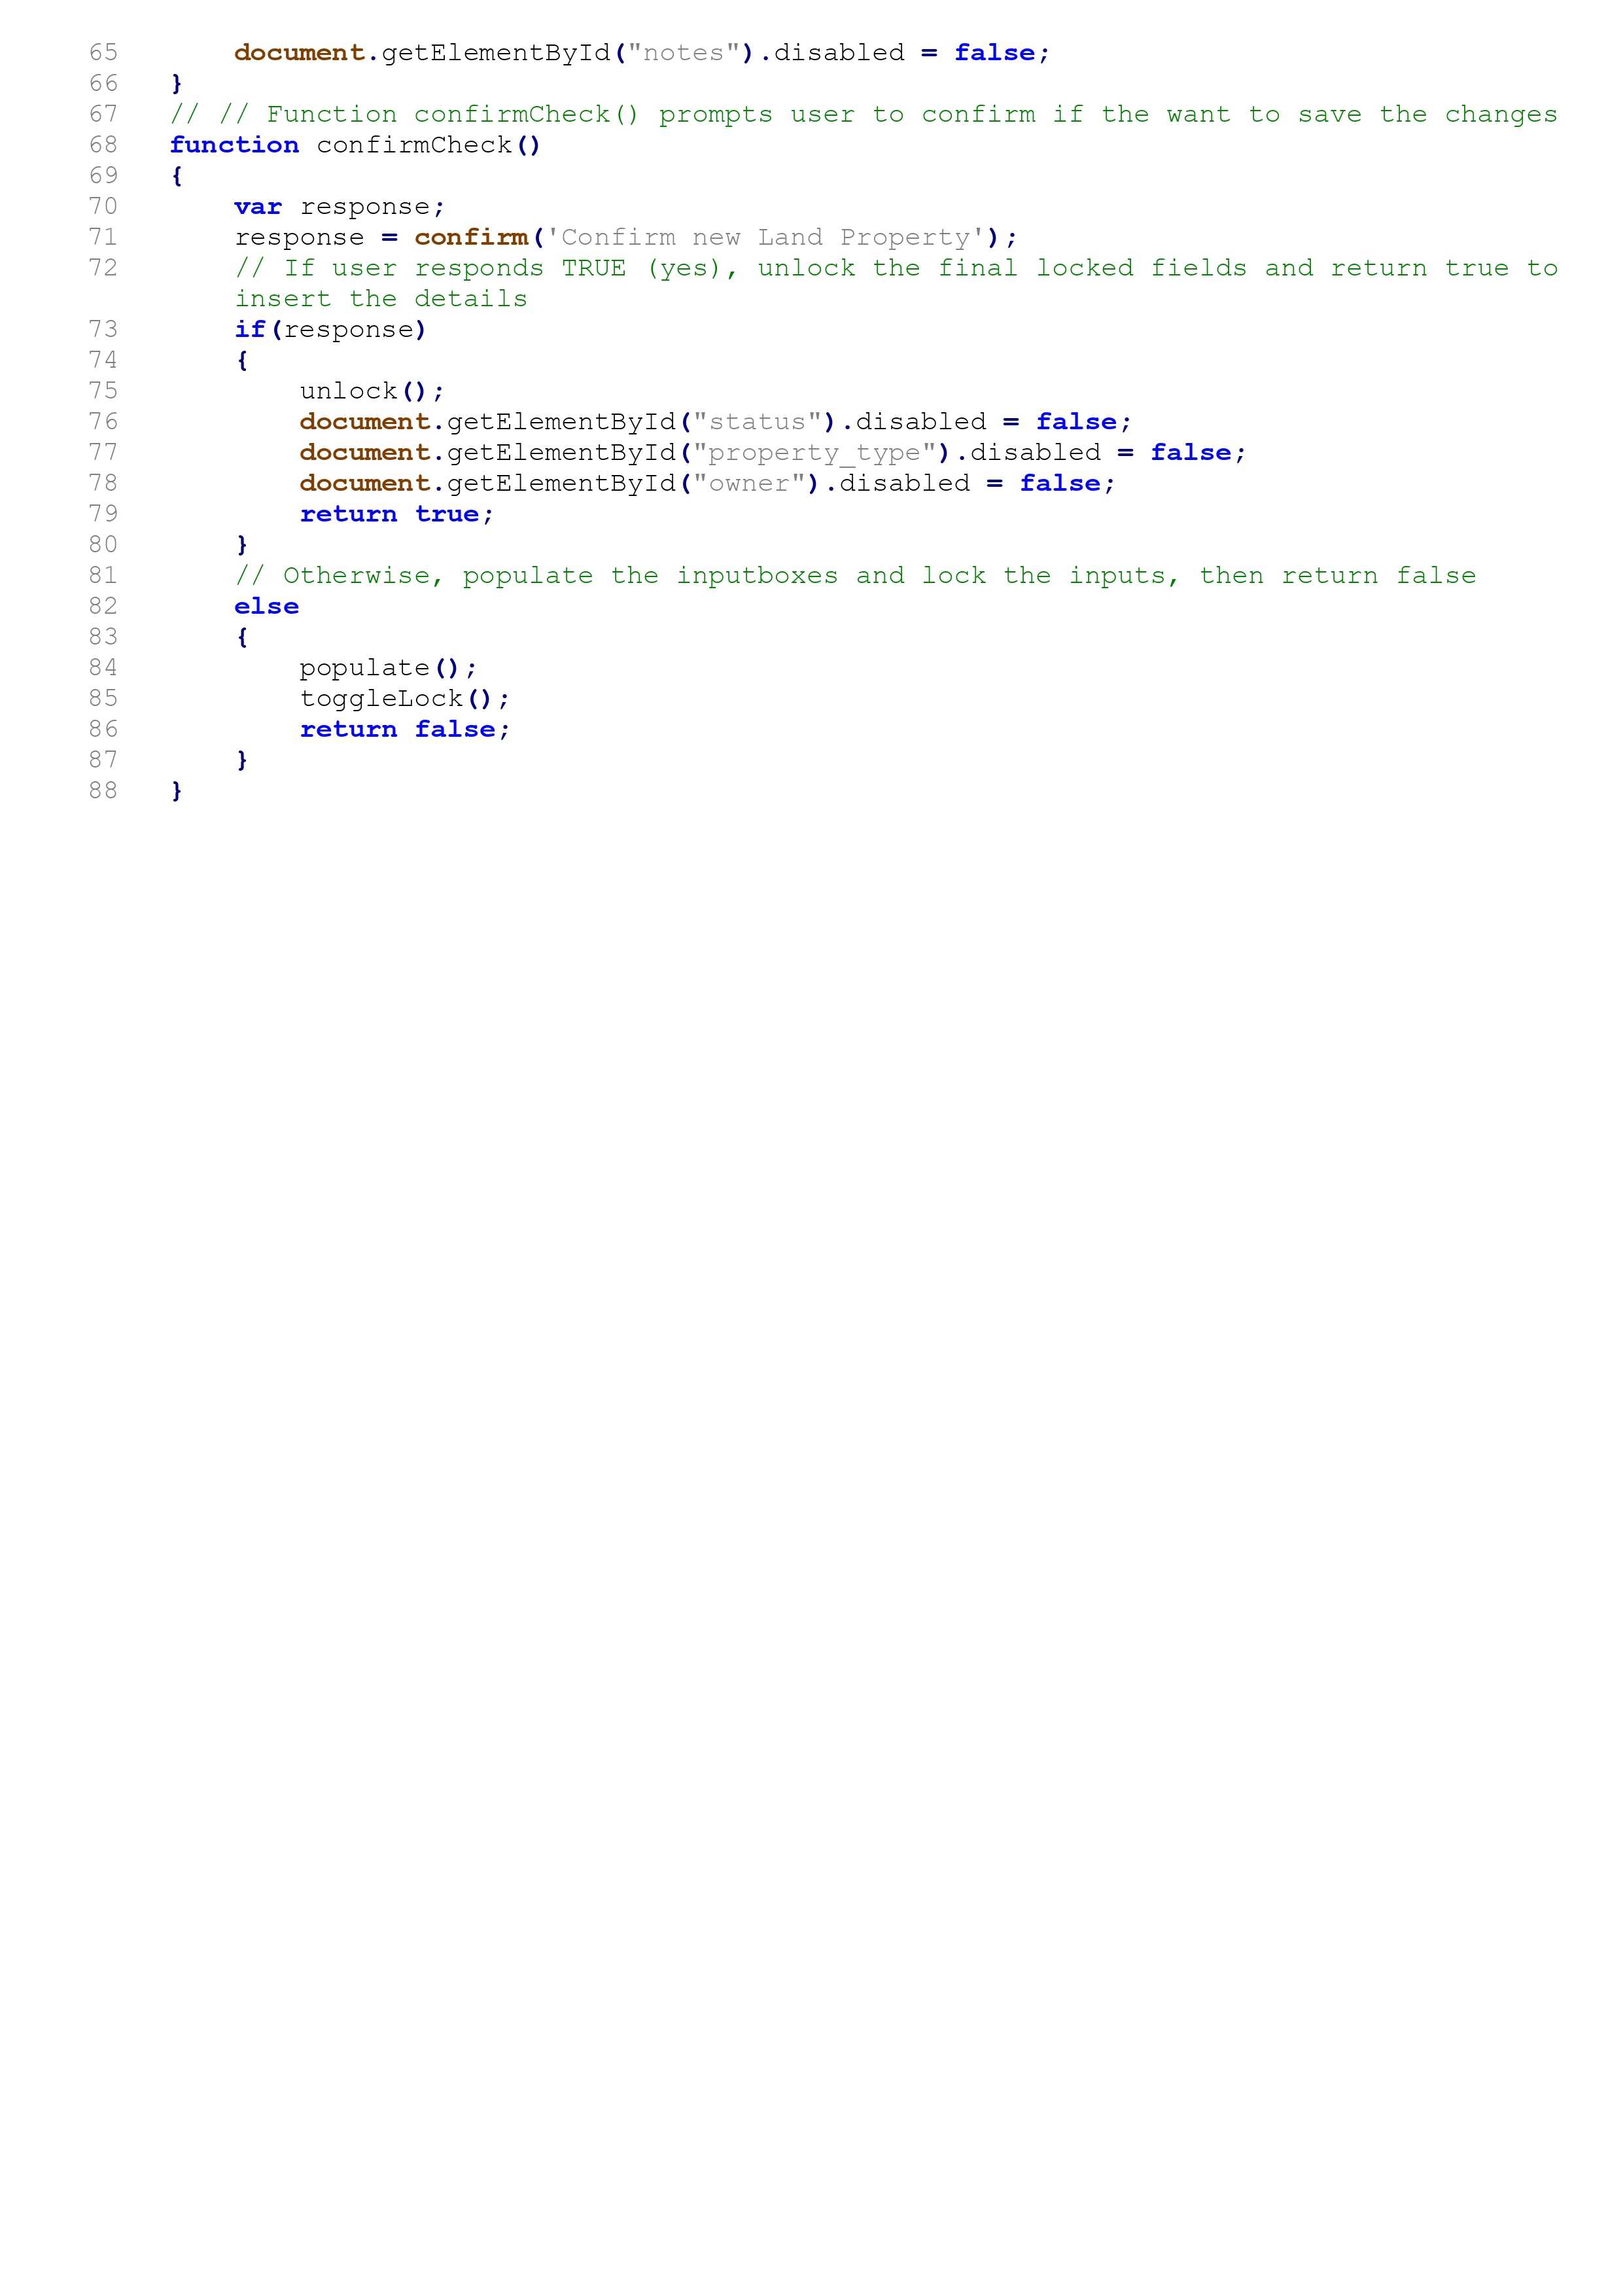 65 document.getElementById("notes").disabled = false;
66 }
67 // // Function confirmCheck() prompts user to confirm if the want to save the changes
68 function confirmCheck()
69 {
70 var response;
71 response = confirm('Confirm new Land Property');
72 // If user responds TRUE (yes), unlock the final locked fields and return true to
insert the details
73 if(response)
74 {
75 unlock();
76 document.getElementById("status").disabled = false;
77 document.getElementById("property_type").disabled = false;
78 document.getElementById("owner").disabled = false;
79 return true;
80 }
81 // Otherwise, populate the inputboxes and lock the inputs, then return false
82 else
83 {
84 populate();
85 toggleLock();
86 return false;
87 }
88 }